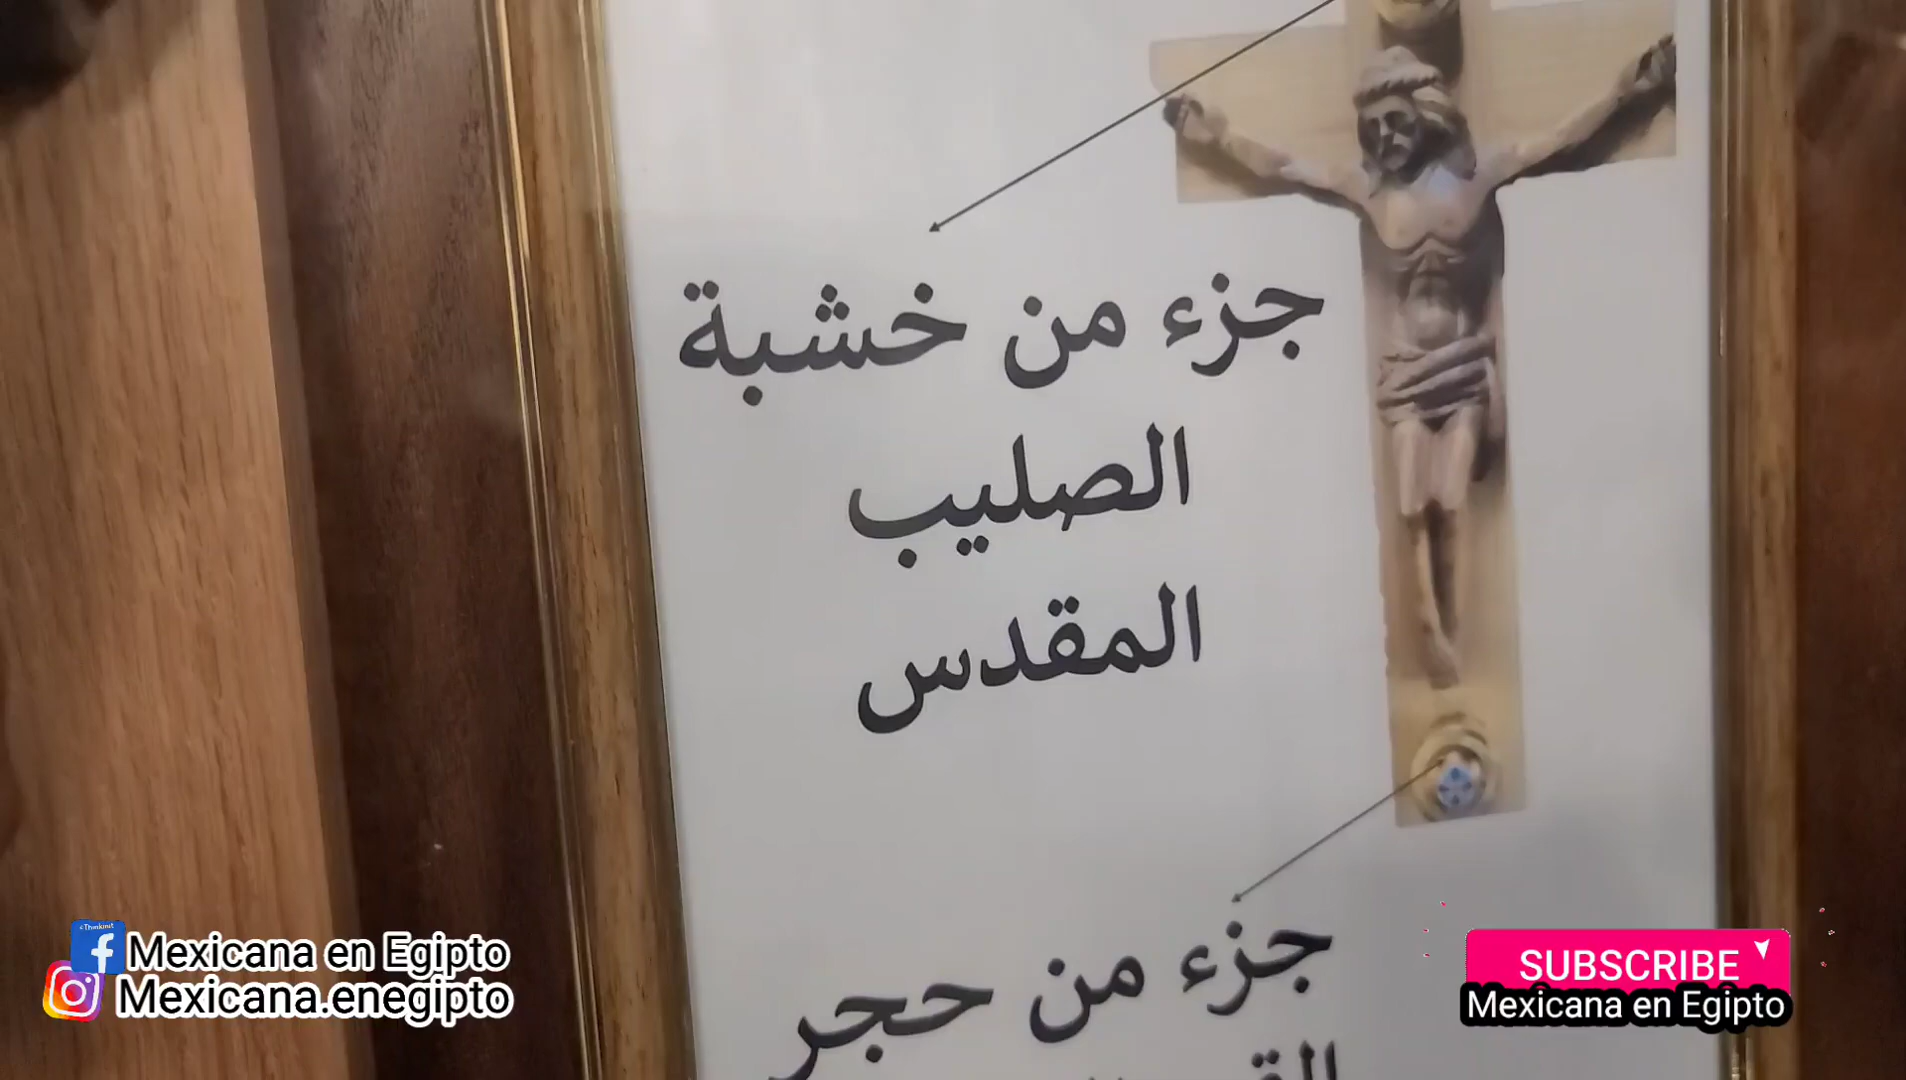 جزء من خشبة
الصليب
المقدس
جزء من حجر
Mexicana en Egipto
Mexicana.enegipto
SUBSCRIBE
Mexicana en Egipto